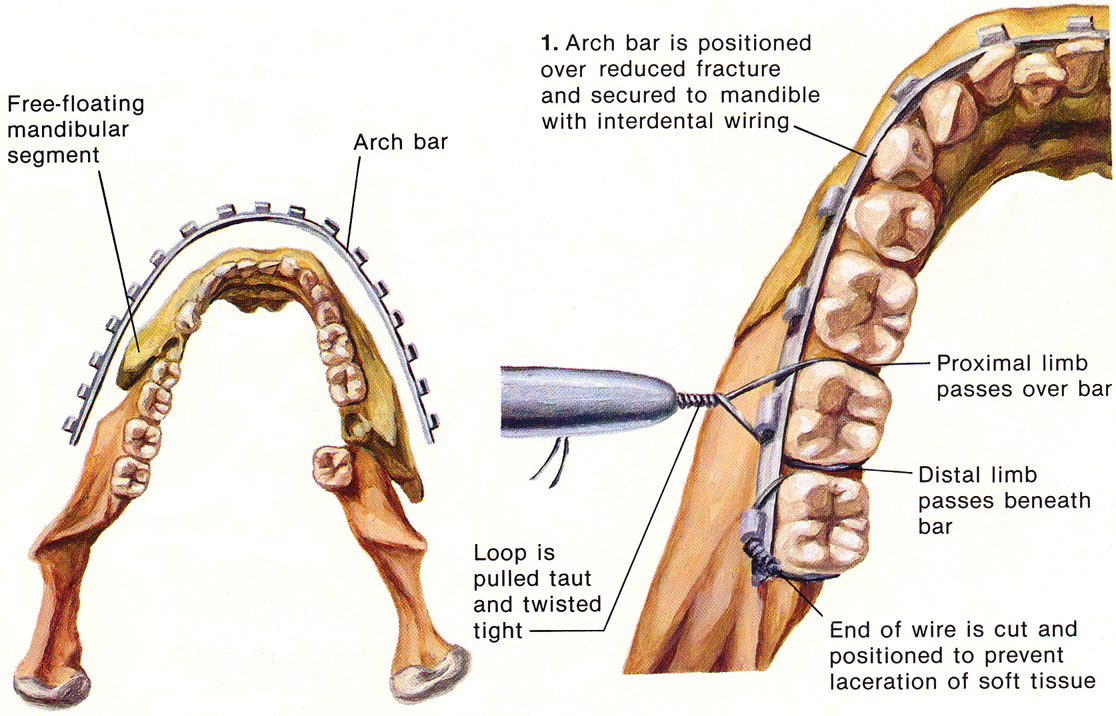 Free-floating
mandibular
segment
Arch bar
1. Arch bar is positioned
over reduced fracture
and secured to mandible
with interdental wiring
Proximal limb
passes over bar
Distal limb
passes beneath
bar
Loop is
pulled taut
and twisted
tight
End of wire is cut and
positioned to prevent
laceration of soft tissue